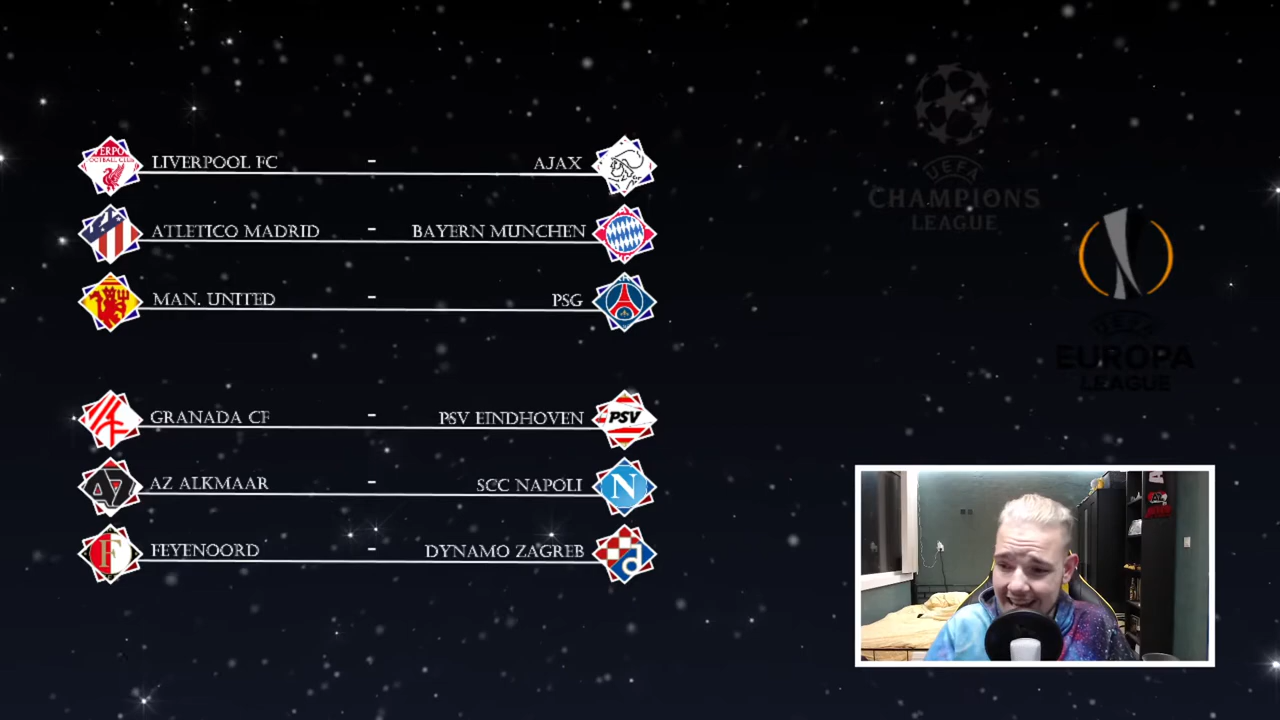 LIVERPOOL FC - AJAX
ATLETICO MADRID - BAYERN MUNCHEN
MAN. UNITED - PSG
GRANADA CF - PSV EINDHOVEN
PSV
AZ ALKMAAR - SCC NAPOLI
N
FEYENOORD - DYNAMO ZAGREB
F
d
UEFA
CHAMPIONS
LEAGUE
UEFA
EUROPA
LEAGUE